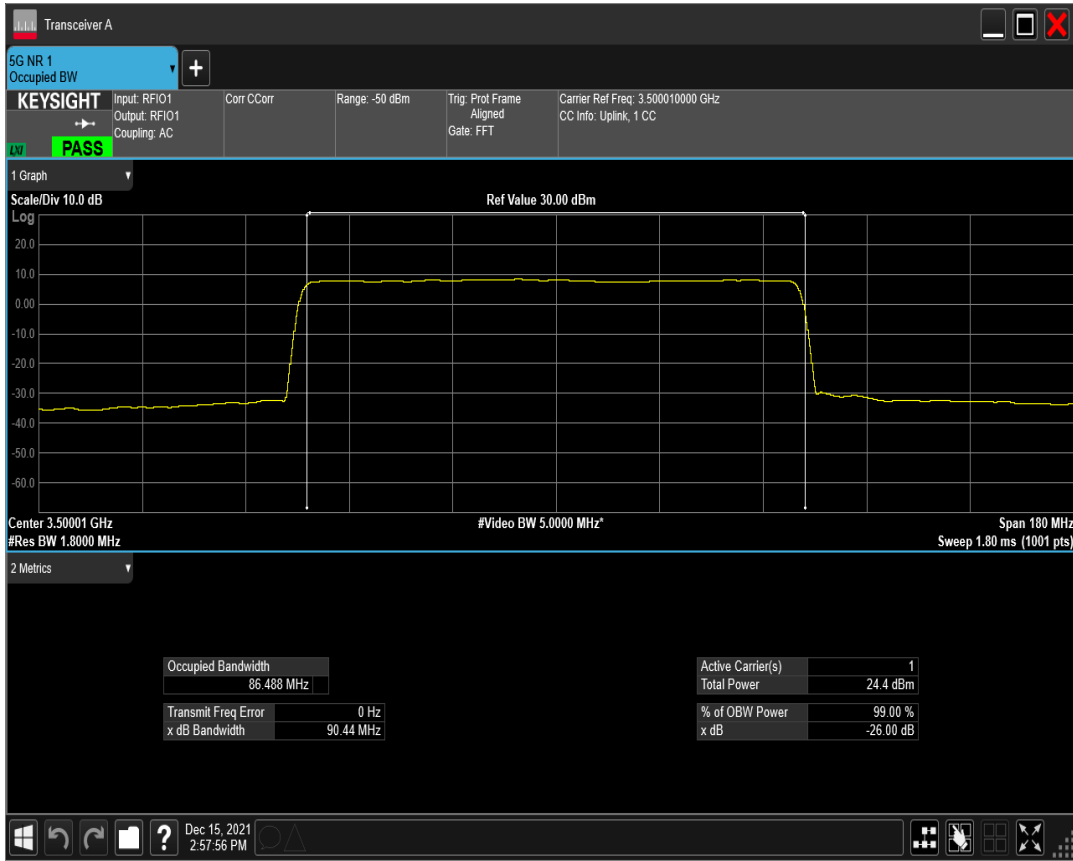 Transceiver A
5G NR 1
Occupied BW
KEYSIGHT
LXI
PASS
Input: RFIO1
Output: RFIO1
Coupling: AC
Corr CCorr
Range: -50 dBm
Trig: Prot Frame
Aligned
Gate: FFT
Carrier Ref Freq: 3.500010000 GHz
CC Info: Uplink, 1 CC
1 Graph
Scale/Div 10.0 dB
Ref Value 30.00 dBm
Log
20.0
10.0
0.00
-10.0
-20.0
-30.0
-40.0
-50.0
-60.0
Center 3.50001 GHz
#Video BW 5.0000 MHz*
Span 180 MHz
#Res BW 1.8000 MHz
Sweep 1.80 ms (1001 pts)
2 Metrics
Occupied Bandwidth
86.488 MHz
Transmit Freq Error 0 Hz
x dB Bandwidth 90.44 MHz
Active Carrier(s) 1
Total Power 24.4 dBm
% of OBW Power 99.00 %
x dB -26.00 dB
?
Dec 15, 2021
2:57:56 PM